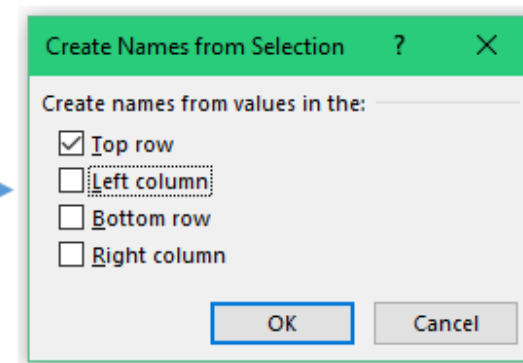 Create Names from Selection ?
Create names from values in the:
Top row
Left column
Bottom row
Right column
OK Cancel